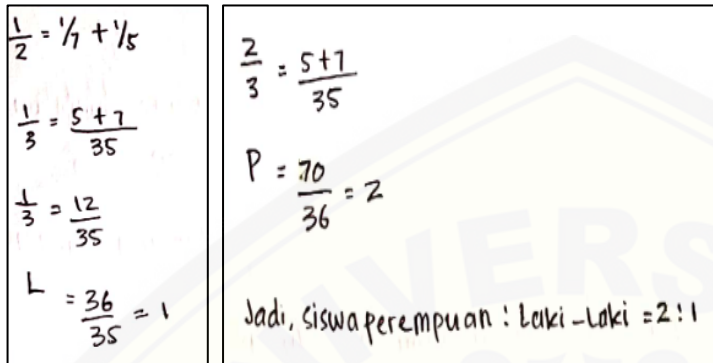 1/2 = 1/7 + 1/5
1/3 = 5+7/35
1/3 = 12/35
L = 36/35 = 1
2/3 = 5+7/35
P = 70/36 = 2
Jadi, siswa perempuan : Laki-Laki = 2:1